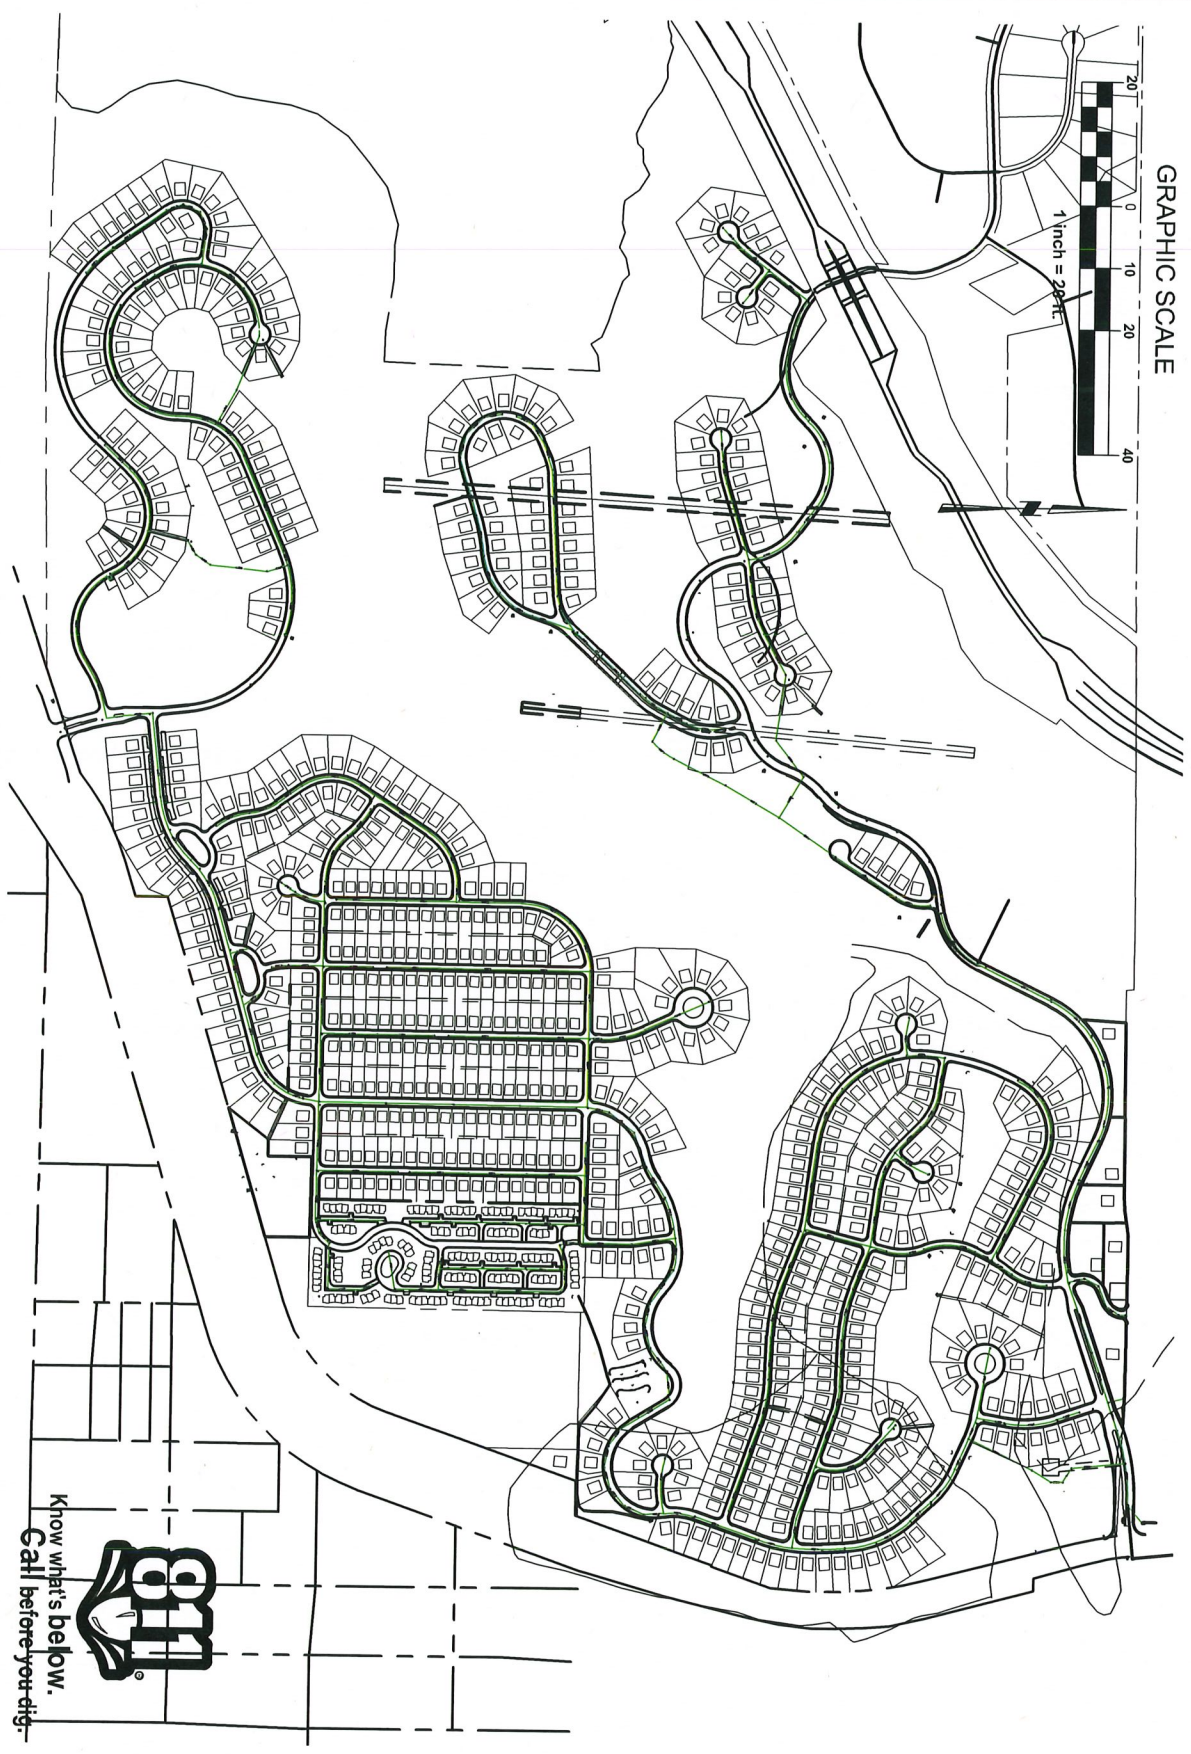 GRAPHIC SCALE
20 0 10 20 40
1 inch = 20 ft.
811
®
Know what's below.
Call before you dig.